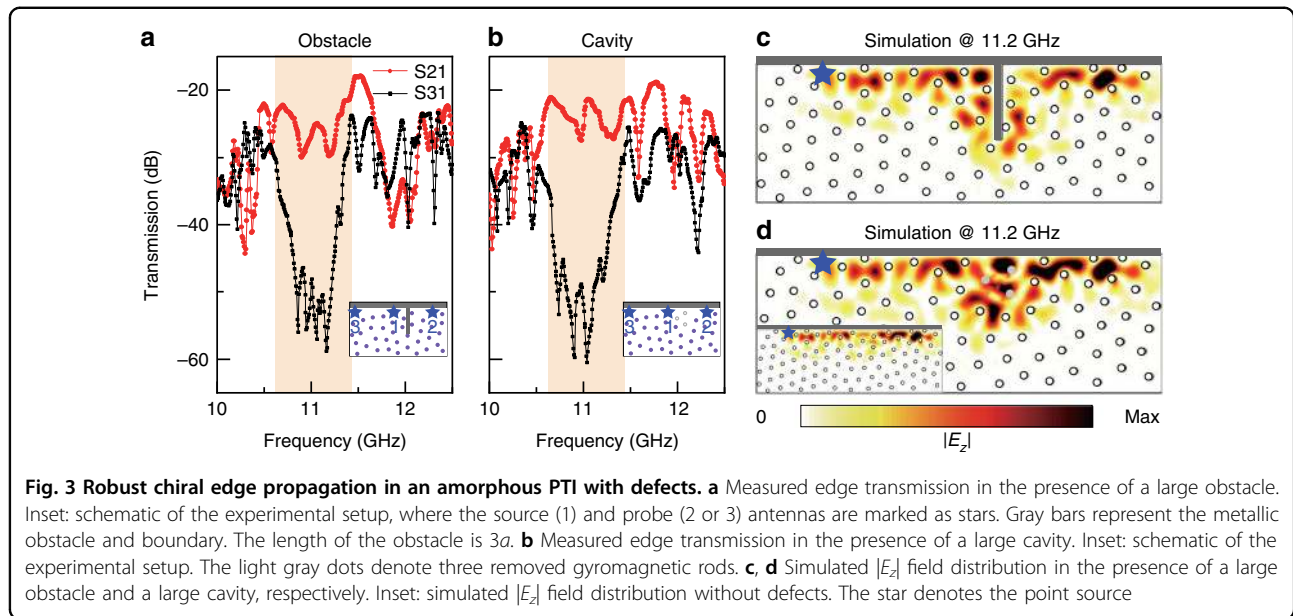 a Obstacle
S21
S31
−20
−40
−60
Transmission (dB)
3 1 2
10 11 12
Frequency (GHz)
b Cavity
3 1 2
10 11 12
Frequency (GHz)
c Simulation @ 11.2 GHz
d Simulation @ 11.2 GHz
0 Max
|E_z|
Fig. 3 Robust chiral edge propagation in an amorphous PTI with defects. a Measured edge transmission in the presence of a large obstacle.
Inset: schematic of the experimental setup, where the source (1) and probe (2 or 3) antennas are marked as stars. Gray bars represent the metallic
obstacle and boundary. The length of the obstacle is 3a. b Measured edge transmission in the presence of a large cavity. Inset: schematic of the
experimental setup. The light gray dots denote three removed gyromagnetic rods. c, d Simulated |E_z| field distribution in the presence of a large
obstacle and a large cavity, respectively. Inset: simulated |E_z| field distribution without defects. The star denotes the point source